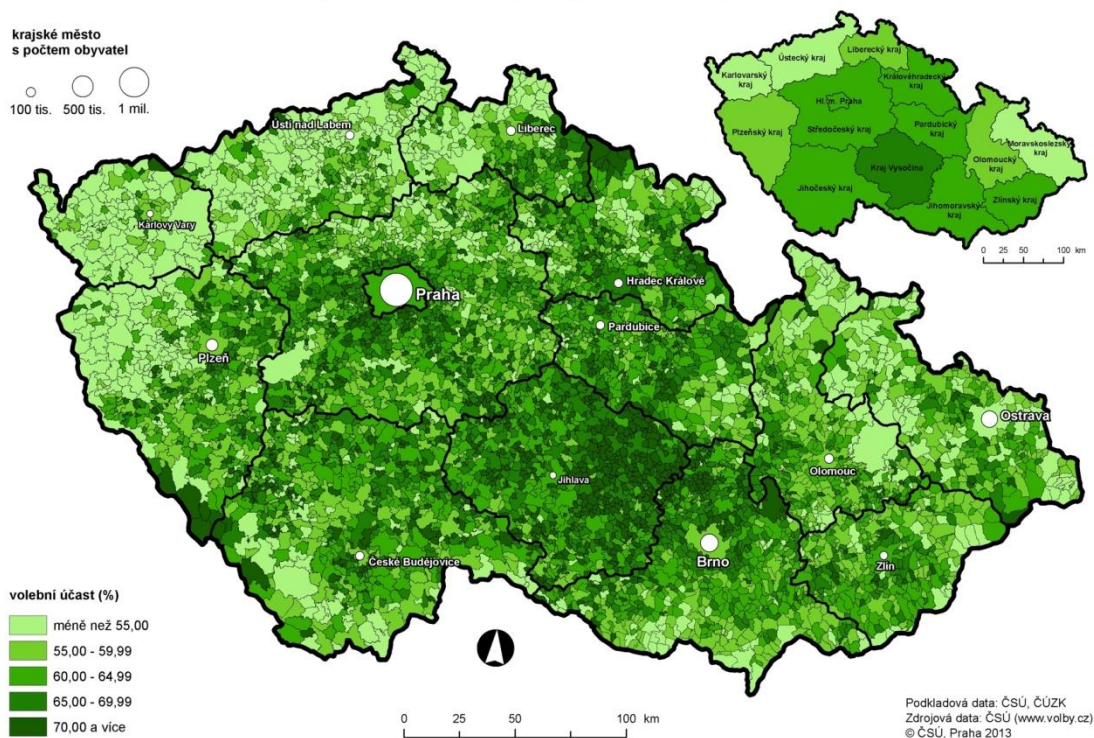 krajské město
s počtem obyvatel
100 tis.
500 tis.
1 mil.
Karlovarský kraj
Ústecký kraj
Liberecký kraj
Královéhradecký
kraj
Hl. m. Praha
Plzeňský kraj
Středočeský kraj
Pardubický
kraj
Moravskoslezský
kraj
Olomoucký
kraj
Kraj Vysočina
Jihočeský kraj
Jihomoravský
kraj
Zlínský kraj
0 25 50 100 km
Ústí nad Labem
Liberec
Karlovy Vary
Hradec Králové
Praha
Pardubice
Plzeň
Ostrava
Olomouc
Jihlava
Brno
České Budějovice
Zlín
volební účast (%)
méně než 55,00
55,00 - 59,99
60,00 - 64,99
65,00 - 69,99
70,00 a více
0 25 50 100 km
Podkladová data: ČSÚ, ČÚZK
Zdrojová data: ČSÚ (www.volby.cz)
© ČSÚ, Praha 2013